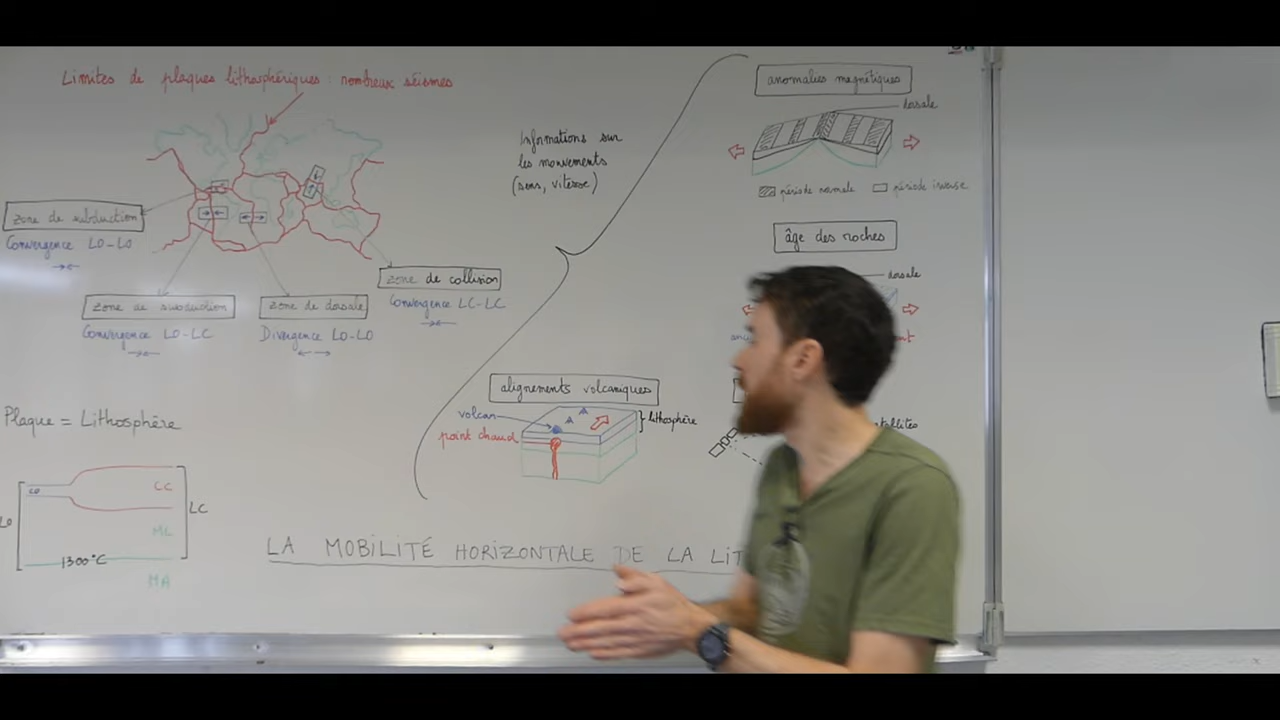 Limites de plaques lithosphériques : nombreux séismes
zone de subduction
Convergence LO-LO
zone de subduction
Convergence LO-LC
zone de dorsale
Divergence LO-LO
zone de collision
Convergence LC-LC
Plaque = Lithosphère
CO
CC
LC
ML
1300°C
MA
Informations sur
les mouvements
(sens, vitesse)
anomalies magnétiques
dorsale
période normale
période inverse
âge des roches
dorsale
alignements volcaniques
volcan
point chaud
lithosphère
LA MOBILITÉ HORIZONTALE DE LA LIT